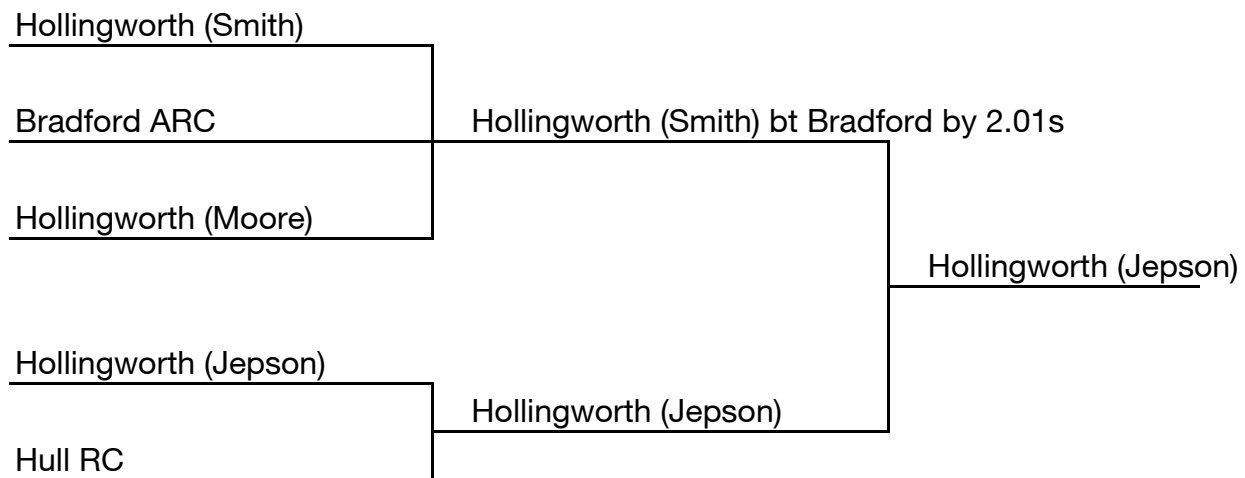 Hollingworth (Smith)
Bradford ARC
Hollingworth (Smith) bt Bradford by 2.01s
Hollingworth (Moore)
Hollingworth (Jepson)
Hollingworth (Jepson)
Hollingworth (Jepson)
Hull RC